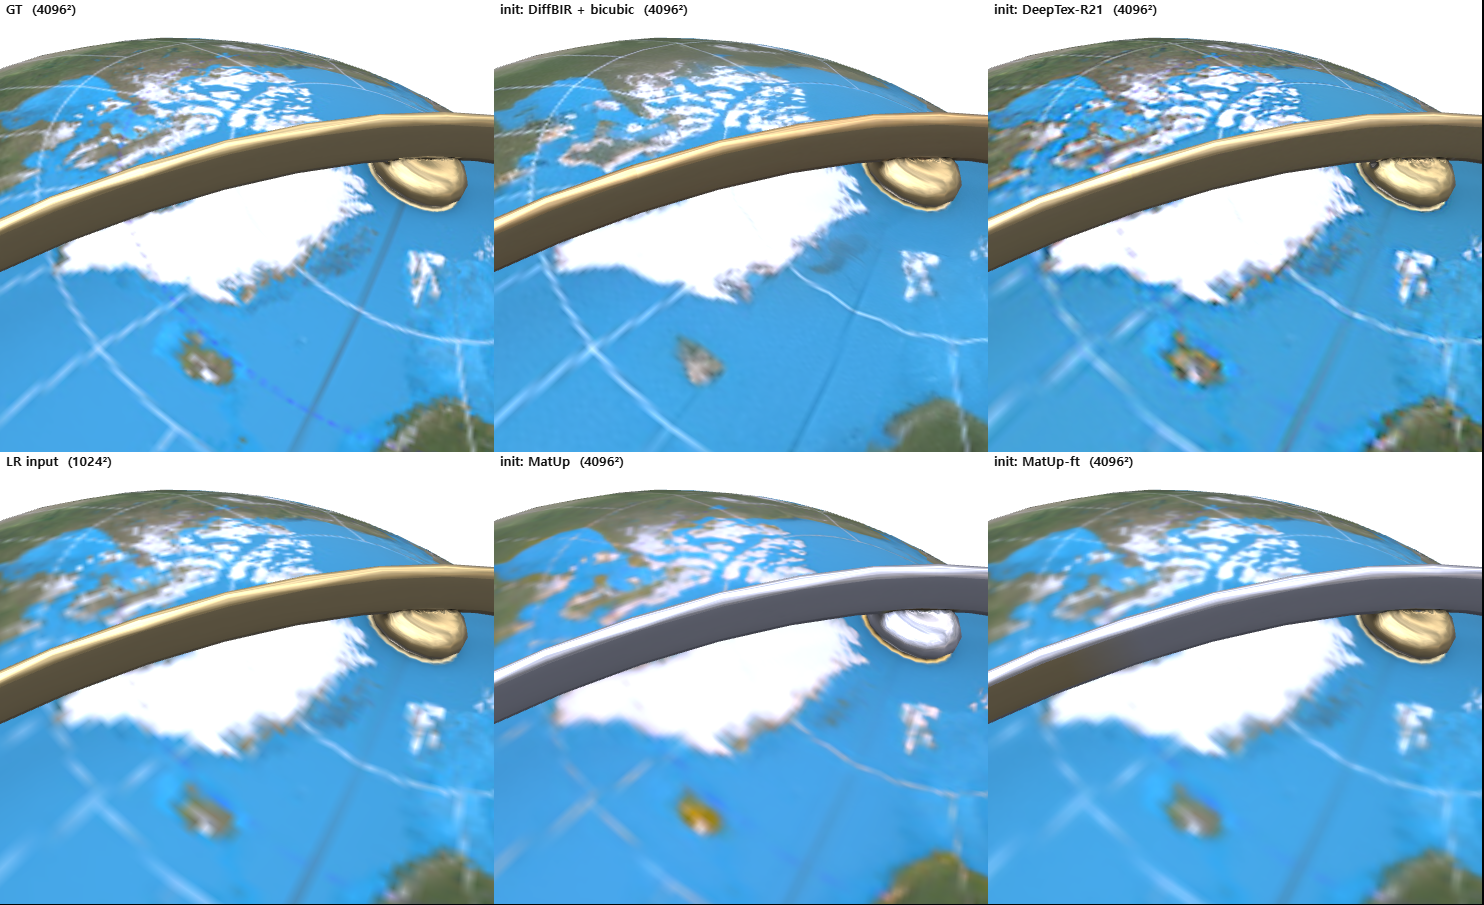 GT (4096²)
init: DiffBIR + bicubic (4096²)
init: DeepTex-R21 (4096²)
LR input (1024²)
init: MatUp (4096²)
init: MatUp-ft (4096²)